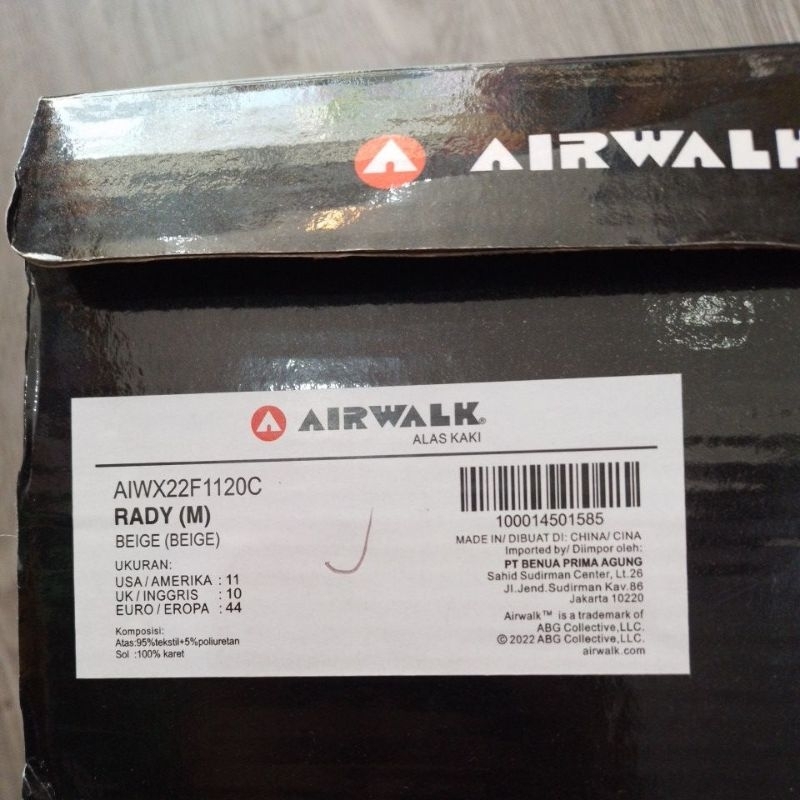 AIRWALK
AIRWALK®
ALAS KAKI
AIWX22F1120C
RADY (M)
BEIGE (BEIGE)
UKURAN:
USA / AMERIKA : 11
UK / INGGRIS : 10
EURO / EROPA : 44
Komposisi:
Atas:95%tekstil+5%poliuretan
Sol :100% karet
100014501585
MADE IN/ DIBUAT DI: CHINA/ CINA
Imported by/ Diimpor oleh:
PT BENUA PRIMA AGUNG
Sahid Sudirman Center, Lt.26
Jl.Jend.Sudirman Kav.86
Jakarta 10220
Airwalk™ is a trademark of
ABG Collective,LLC.
© 2022 ABG Collective,LLC.
airwalk.com